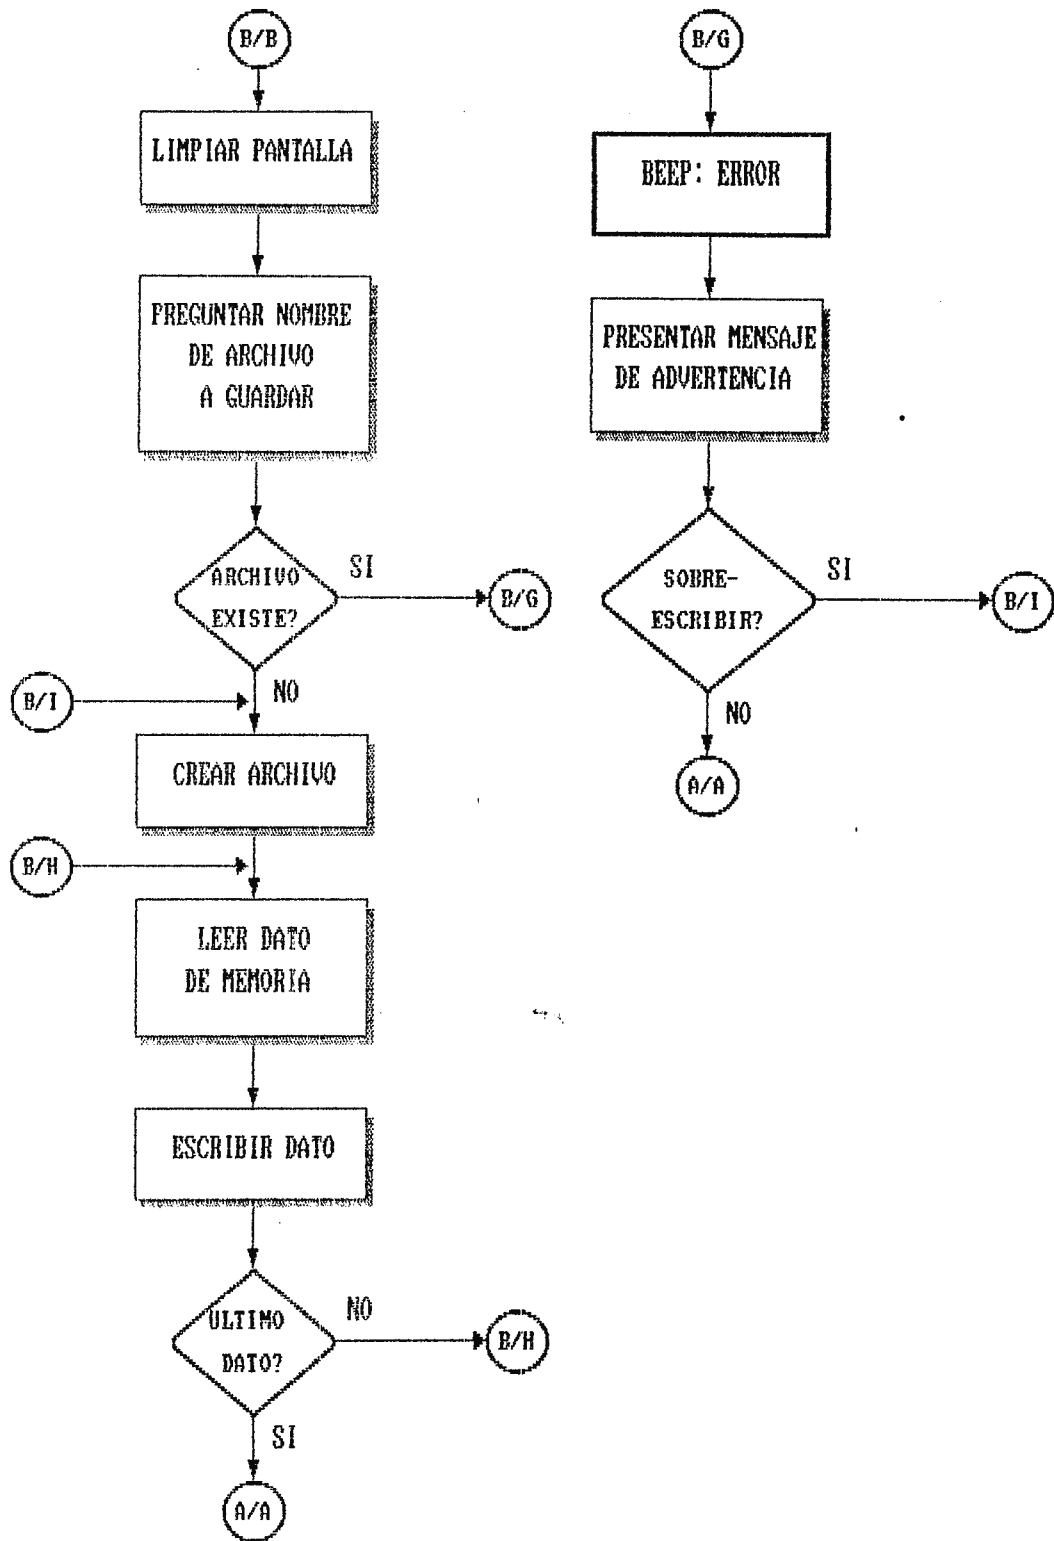 B/B
LIMPIAR PANTALLA
PREGUNTAR NOMBRE
DE ARCHIVO
A GUARDAR
ARCHIVO
EXISTE?
SI
B/G
NO
B/I
CREAR ARCHIVO
B/H
LEER DATO
DE MEMORIA
ESCRIBIR DATO
ULTIMO
DATO?
NO
B/H
SI
A/A
B/G
BEEP: ERROR
PRESENTAR MENSAJE
DE ADVERTENCIA
SOBRE-
ESCRIBIR?
SI
B/I
NO
A/A